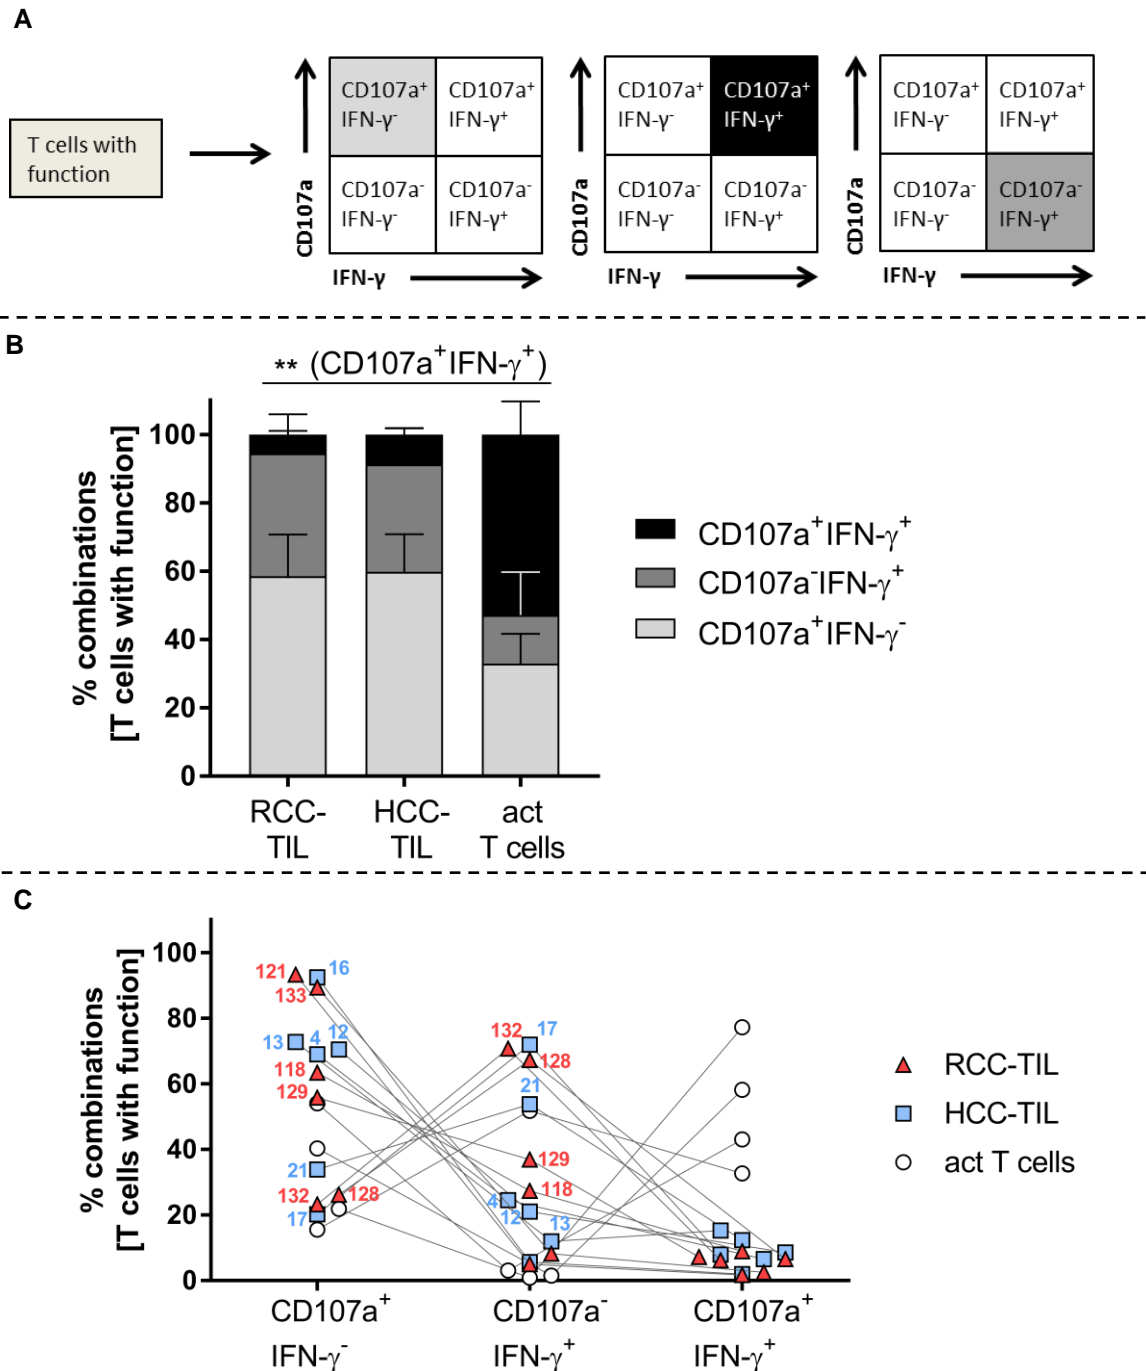 A
T cells with
function
CD107a
CD107a⁺ CD107a⁺
IFN-γ⁻ IFN-γ⁺
CD107a⁻ CD107a⁻
IFN-γ⁻ IFN-γ⁺
IFN-γ
CD107a
CD107a⁺ CD107a⁺
IFN-γ⁻ IFN-γ⁺
CD107a⁻ CD107a⁻
IFN-γ⁻ IFN-γ⁺
IFN-γ
CD107a
CD107a⁺ CD107a⁺
IFN-γ⁻ IFN-γ⁺
CD107a⁻ CD107a⁻
IFN-γ⁻ IFN-γ⁺
IFN-γ
B
** (CD107a⁺IFN-γ⁺)
% combinations
[T cells with function]
100
80
60
40
20
0
RCC-
TIL
HCC-
TIL
act
T cells
CD107a⁺IFN-γ⁺
CD107a⁻IFN-γ⁺
CD107a⁺IFN-γ⁻
C
% combinations
[T cells with function]
100
80
60
40
20
0
121
16
133
13
4
12
118
129
21
132
128
17
132
17
128
21
129
118
4
12
13
CD107a⁺
IFN-γ⁻
CD107a⁻
IFN-γ⁺
CD107a⁺
IFN-γ⁺
RCC-TIL
HCC-TIL
act T cells